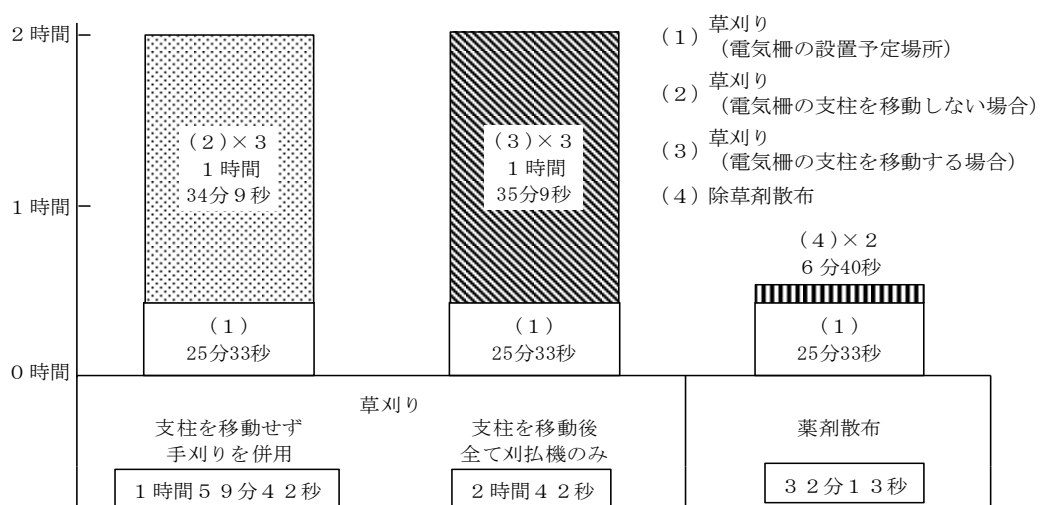 2時間
1時間
0時間
(2)×3
1時間
34分9秒
(1)
25分33秒
(3)×3
1時間
35分9秒
(1)
25分33秒
(4)×2
6分40秒
(1)
25分33秒
(1)草刈り
(電気柵の設置予定場所)
(2)草刈り
(電気柵の支柱を移動しない場合)
(3)草刈り
(電気柵の支柱を移動する場合)
(4)除草剤散布
草刈り
支柱を移動せず
手刈りを併用
1時間59分42秒
支柱を移動後
全て刈払機のみ
2時間42秒
薬剤散布
32分13秒